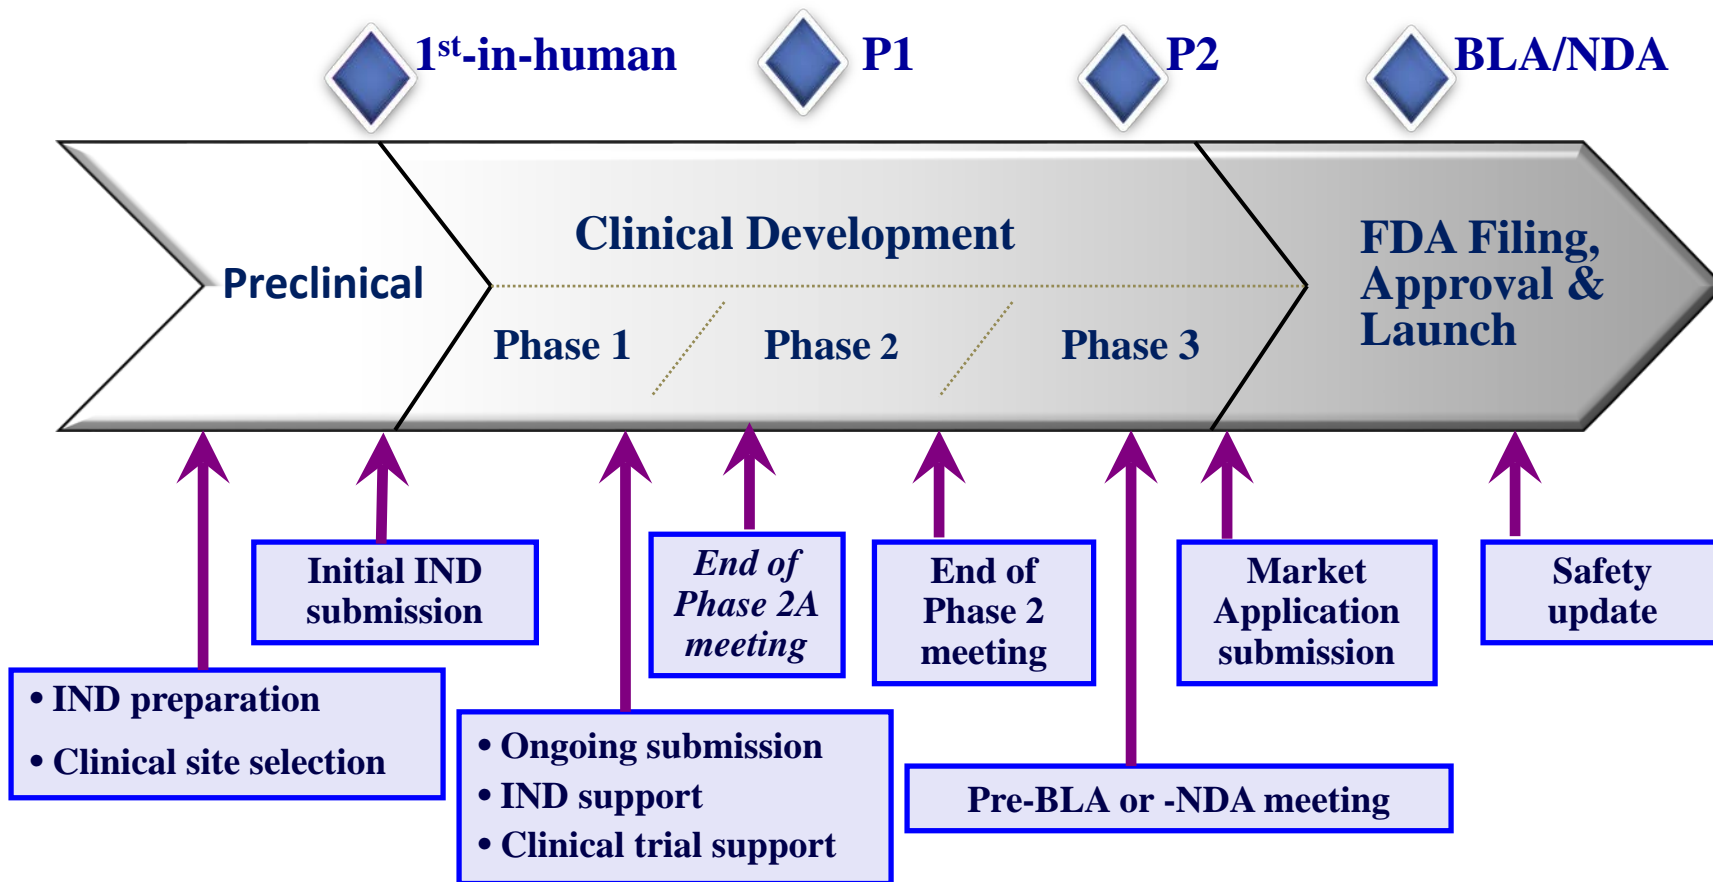 1st-in-human
P1
P2
BLA/NDA
Preclinical
Clinical Development
Phase 1
Phase 2
Phase 3
FDA Filing,
Approval &
Launch
Initial IND
submission
End of
Phase 2A
meeting
End of
Phase 2
meeting
Market
Application
submission
Safety
update
• IND preparation
• Clinical site selection
• Ongoing submission
• IND support
• Clinical trial support
Pre-BLA or -NDA meeting